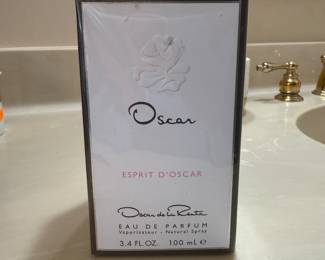 Oscar
ESPRIT D'OSCAR
Oscar de la Renta
EAU DE PARFUM
Vaporisateur - Natural Spray
3.4 FL.OZ. 100 ml ℮